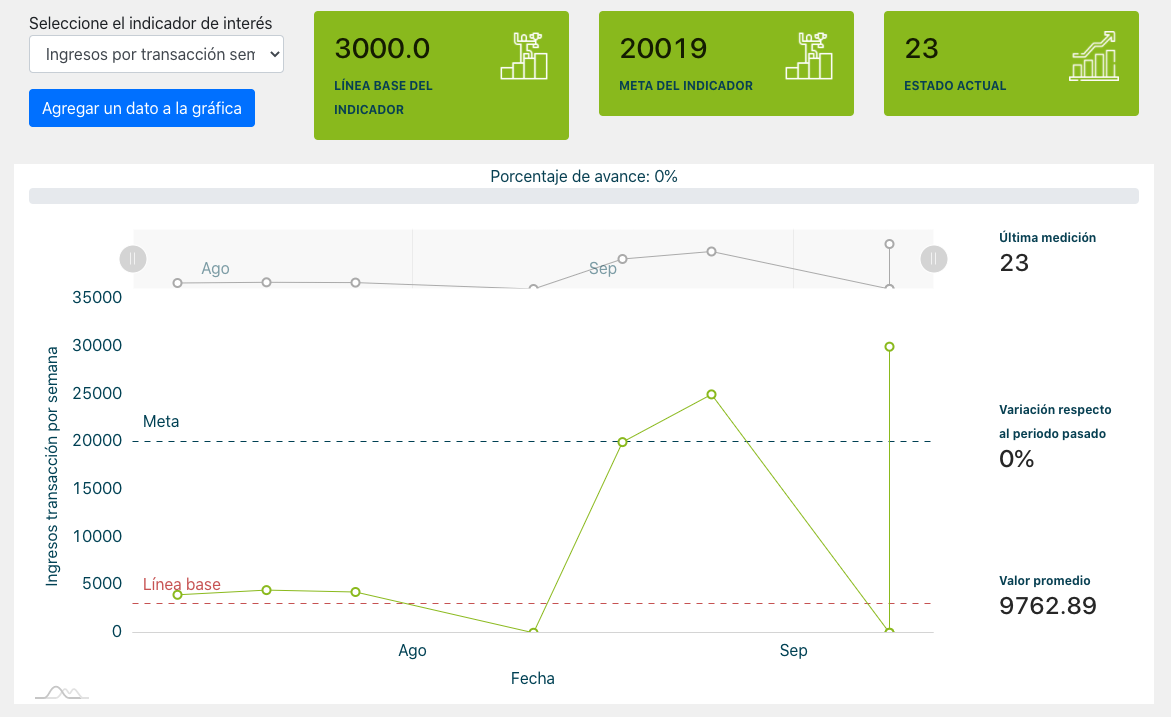 Seleccione el indicador de interés
Ingresos por transacción sem
Agregar un dato a la gráfica
3000.0
LÍNEA BASE DEL
INDICADOR
20019
META DEL INDICADOR
23
ESTADO ACTUAL
Porcentaje de avance: 0%
Ago
Sep
Última medición
23
35000
30000
25000
20000
15000
10000
5000
0
Ingresos transacción por semana
Meta
Línea base
Variación respecto
al periodo pasado
0%
Valor promedio
9762.89
Ago
Sep
Fecha